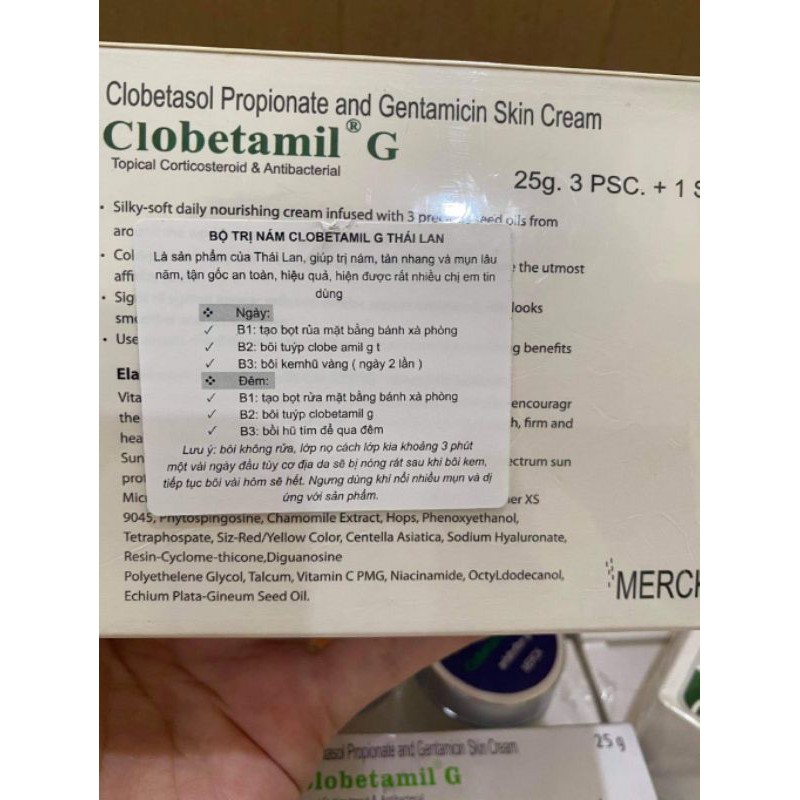 Clobetasol Propionate and Gentamicin Skin Cream
Clobetamil® G
Topical Corticosteroid & Antibacterial
25g. 3 PSC. + 1
• Silky-soft daily nourishing cream infused with 3 seed oils from
BỘ TRỊ NÁM CLOBETAMIL G THÁI LAN
Là sản phẩm của Thái Lan, giúp trị nám, tàn nhang và mụn lâu
năm, tận gốc an toàn, hiệu quả, hiện được rất nhiều chị em tin
dùng
❖ Ngày:
✓ B1: tạo bọt rủa mặt bằng bánh xà phòng
✓ B2: bôi tuýp clobe amil g t
✓ B3: bôi kemhũ vàng ( ngày 2 lần )
❖ Đêm:
✓ B1: tạo bọt rửa mặt bằng bánh xà phòng
✓ B2: bôi tuýp clobetamil g
✓ B3: bồi hũ tím để qua đêm
Lưu ý: bôi không rửa, lớp nọ cách lớp kia khoảng 3 phút
một vài ngày đầu tùy cơ địa da sẽ bị nóng rát sau khi bôi kem,
tiếp tục bôi vài hôm sẽ hết. Ngưng dùng khi nổi nhiều mụn và dị
ứng với sản phẩm.
the utmost
looks
• Use
benefits
Vita
encouragr
the
firm and
hea
Sun
sun
XS
9045, Phytospingosine, Chamomile Extract, Hops, Phenoxyethanol,
Tetraphospate, Siz-Red/Yellow Color, Centella Asiatica, Sodium Hyaluronate,
Resin-Cyclome-thicone,Diguanosine
Polyethelene Glycol, Talcum, Vitamin C PMG, Niacinamide, OctyLdodecanol,
Echium Plata-Gineum Seed Oil.
MERCK
Propionate and Gentamicin Skin Cream
25 g
lobetamil® G